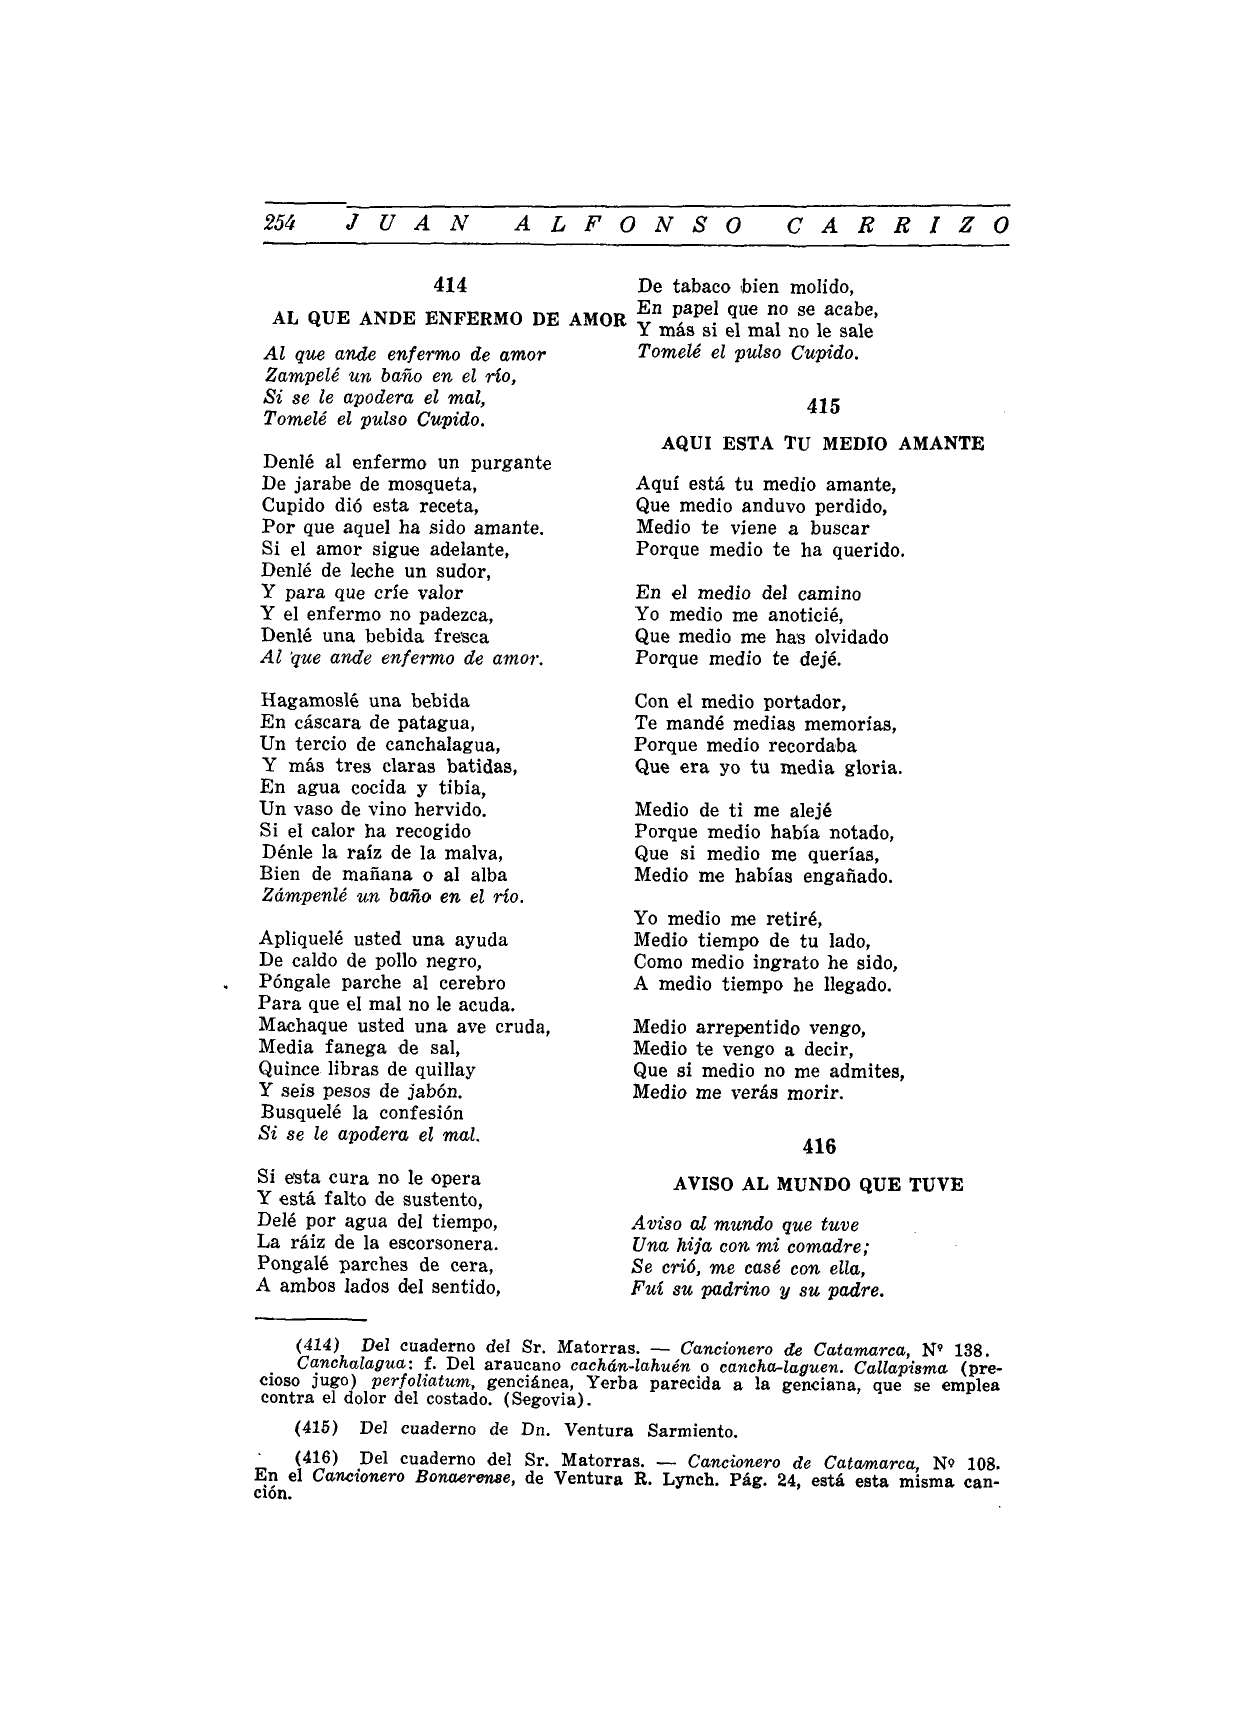 254 JUAN ALFONSO CARRIZO
414
AL QUE ANDE ENFERMO DE AMOR
Al que ande enfermo de amor
Zampelé un baño en el río,
Si se le apodera el mal,
Tomelé el pulso Cupido.
Denlé al enfermo un purgante
De jarabe de mosqueta,
Cupido dió esta receta,
Por que aquel ha sido amante.
Si el amor sigue adelante,
Denlé de leche un sudor,
Y para que críe valor
Y el enfermo no padezca,
Denlé una bebida fresca
Al que ande enfermo de amor.
Hagamoslé una bebida
En cáscara de patagua,
Un tercio de canchalagua,
Y más tres claras batidas,
En agua cocida y tibia,
Un vaso de vino hervido.
Si el calor ha recogido
Dénle la raíz de la malva,
Bien de mañana o al alba
Zámpenlé un baño en el río.
Apliquelé usted una ayuda
De caldo de pollo negro,
Póngale parche al cerebro
Para que el mal no le acuda.
Machaque usted una ave cruda,
Media fanega de sal,
Quince libras de quillay
Y seis pesos de jabón.
Busquelé la confesión
Si se le apodera el mal.
Si esta cura no le opera
Y está falto de sustento,
Delé por agua del tiempo,
La ráiz de la escorsonera.
Pongalé parches de cera,
A ambos lados del sentido,
De tabaco bien molido,
En papel que no se acabe,
Y más si el mal no le sale
Tomelé el pulso Cupido.
415
AQUI ESTA TU MEDIO AMANTE
Aquí está tu medio amante,
Que medio anduvo perdido,
Medio te viene a buscar
Porque medio te ha querido.
En el medio del camino
Yo medio me anoticié,
Que medio me has olvidado
Porque medio te dejé.
Con el medio portador,
Te mandé medias memorías,
Porque medio recordaba
Que era yo tu media gloria.
Medio de ti me alejé
Porque medio había notado,
Que si medio me querías,
Medio me habías engañado.
Yo medio me retiré,
Medio tiempo de tu lado,
Como medio ingrato he sido,
A medio tiempo he llegado.
Medio arrepentido vengo,
Medio te vengo a decir,
Que si medio no me admites,
Medio me verás morir.
416
AVISO AL MUNDO QUE TUVE
Aviso al mundo que tuve
Una hija con mi comadre;
Se crió, me casé con ella,
Fuí su padrino y su padre.
(414) Del cuaderno del Sr. Matorras. — Cancionero de Catamarca, Nº 138.
Canchalagua: f. Del araucano cachán-lahuén o cancha-laguen. Callapisma (pre-
cioso jugo) perfoliatum, genciánea, Yerba parecida a la genciana, que se emplea
contra el dolor del costado. (Segovia).
(415) Del cuaderno de Dn. Ventura Sarmiento.
(416) Del cuaderno del Sr. Matorras. — Cancionero de Catamarca, Nº 108.
En el Cancionero Bonaerense, de Ventura R. Lynch. Pág. 24, está esta misma can-
ción.